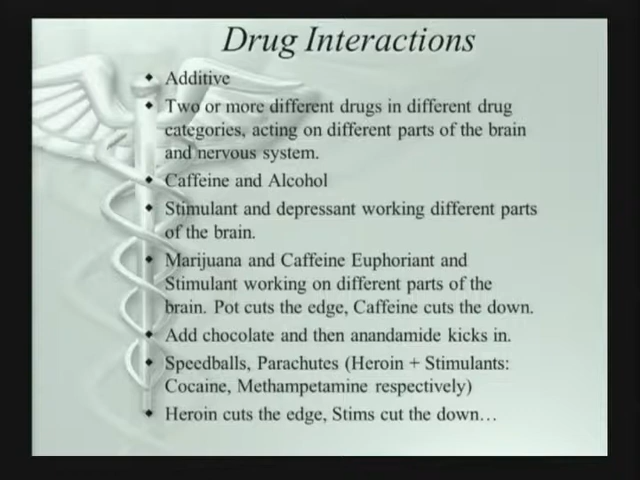 Drug Interactions
Additive
Two or more different drugs in different drug
categories, acting on different parts of the brain
and nervous system.
Caffeine and Alcohol
Stimulant and depressant working different parts
of the brain.
Marijuana and Caffeine Euphoriant and
Stimulant working on different parts of the
brain. Pot cuts the edge, Caffeine cuts the down.
Add chocolate and then anandamide kicks in.
Speedballs, Parachutes (Heroin + Stimulants:
Cocaine, Methampetamine respectively)
Heroin cuts the edge, Stims cut the down…